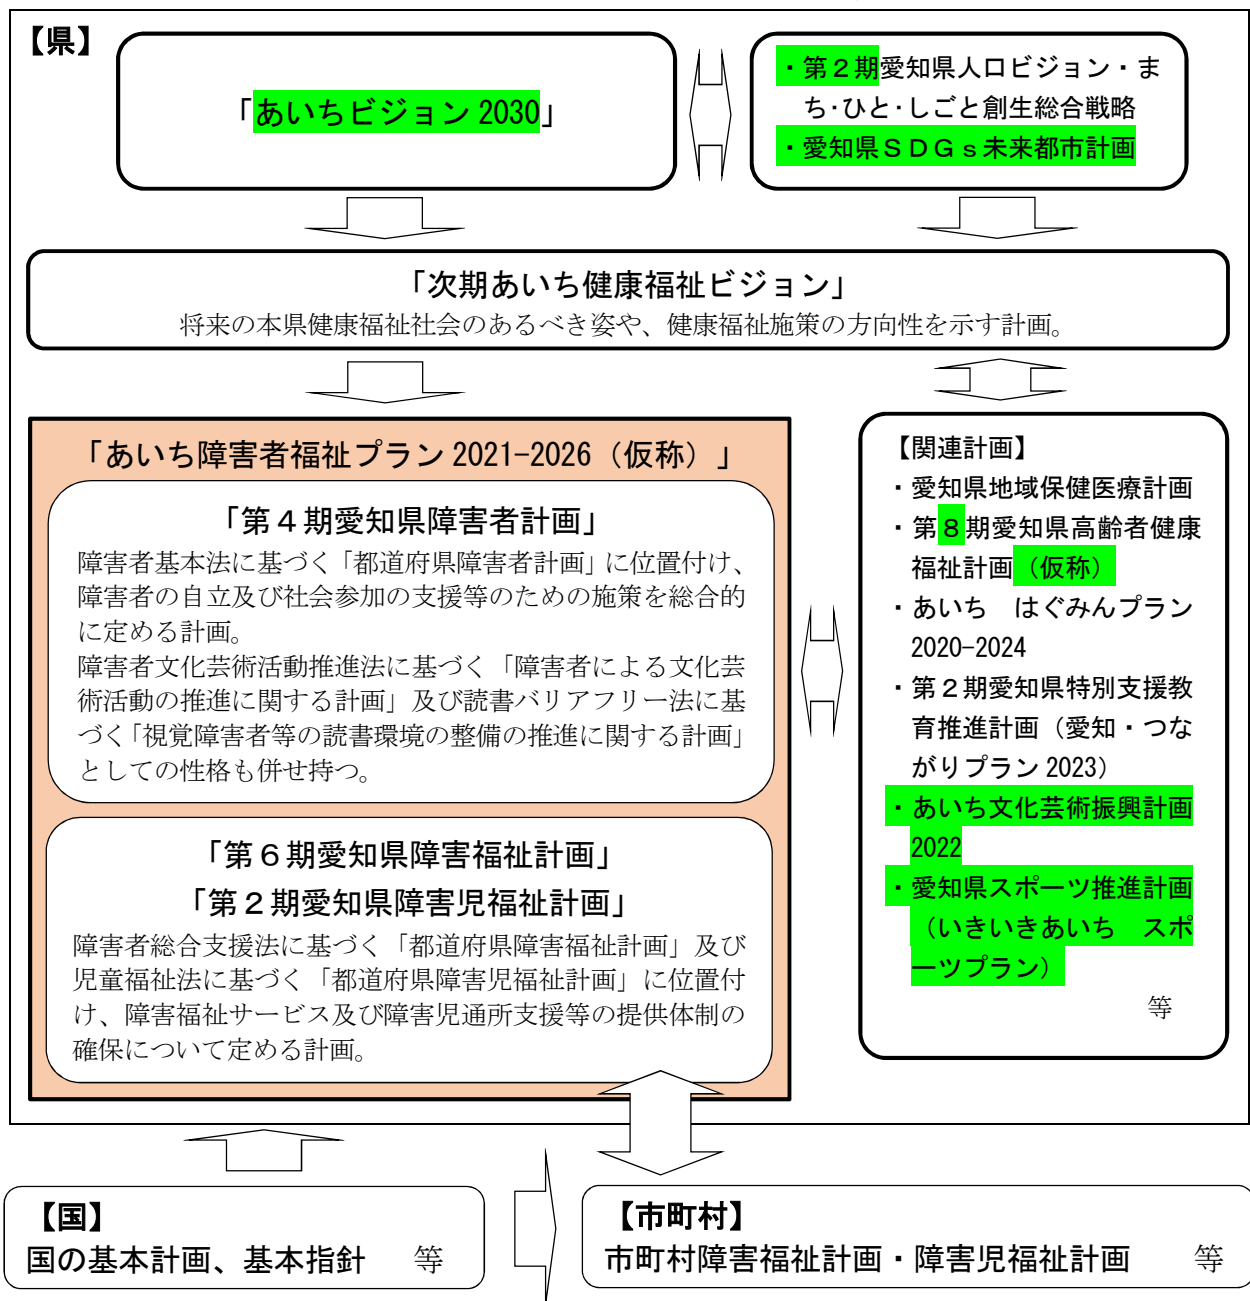 【県】
「あいちビジョン 2030」
・第２期愛知県人口ビジョン・ま
ち･ひと･しごと創生総合戦略
・愛知県ＳＤＧｓ未来都市計画
「次期あいち健康福祉ビジョン」
将来の本県健康福祉社会のあるべき姿や、健康福祉施策の方向性を示す計画。
「あいち障害者福祉プラン 2021-2026（仮称）」
「第４期愛知県障害者計画」
障害者基本法に基づく「都道府県障害者計画」に位置付け、
障害者の自立及び社会参加の支援等のための施策を総合的
に定める計画。
障害者文化芸術活動推進法に基づく「障害者による文化芸
術活動の推進に関する計画」及び読書バリアフリー法に基
づく「視覚障害者等の読書環境の整備の推進に関する計画」
としての性格も併せ持つ。
「第６期愛知県障害福祉計画」
「第２期愛知県障害児福祉計画」
障害者総合支援法に基づく「都道府県障害福祉計画」及び
児童福祉法に基づく「都道府県障害児福祉計画」に位置付
け、障害福祉サービス及び障害児通所支援等の提供体制の
確保について定める計画。
【関連計画】
・愛知県地域保健医療計画
・第８期愛知県高齢者健康
福祉計画（仮称）
・あいち　はぐみんプラン
2020-2024
・第２期愛知県特別支援教
育推進計画（愛知・つな
がりプラン 2023）
・あいち文化芸術振興計画
2022
・愛知県スポーツ推進計画
（いきいきあいち　スポ
ーツプラン）
等
【国】
国の基本計画、基本指針　等
【市町村】
市町村障害福祉計画・障害児福祉計画　等